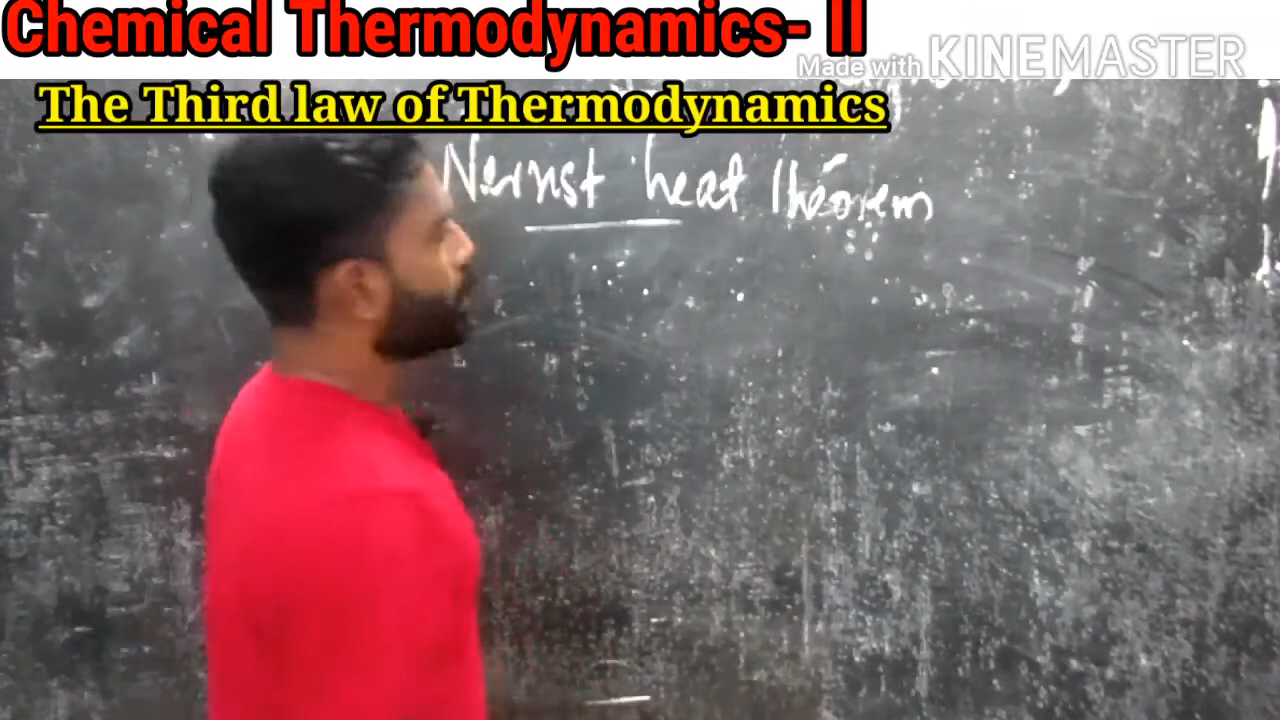 Chemical Thermodynamics- II
Made with KINEMASTER
The Third law of Thermodynamics
Nernst heat Theorem